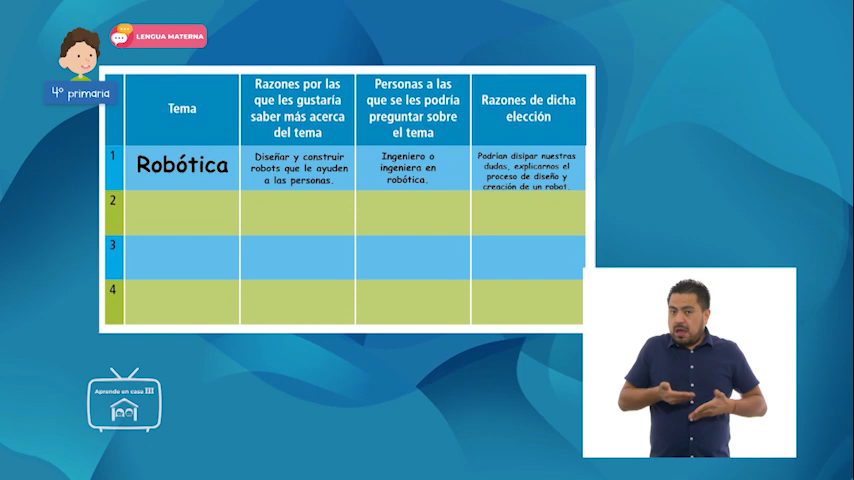 LENGUA MATERNA
4º primaria
Tema
Razones por las
que les gustaría
saber más acerca
del tema
Personas a las
que se les podría
preguntar sobre
el tema
Razones de dicha
elección
1
Robótica
Diseñar y construir
robots que le ayuden
a las personas.
Ingeniero o
ingeniera en
robótica.
Podrían disipar nuestras
dudas, explicarnos el
proceso de diseño y
creación de un robot.
2
3
4
Aprende en casa III